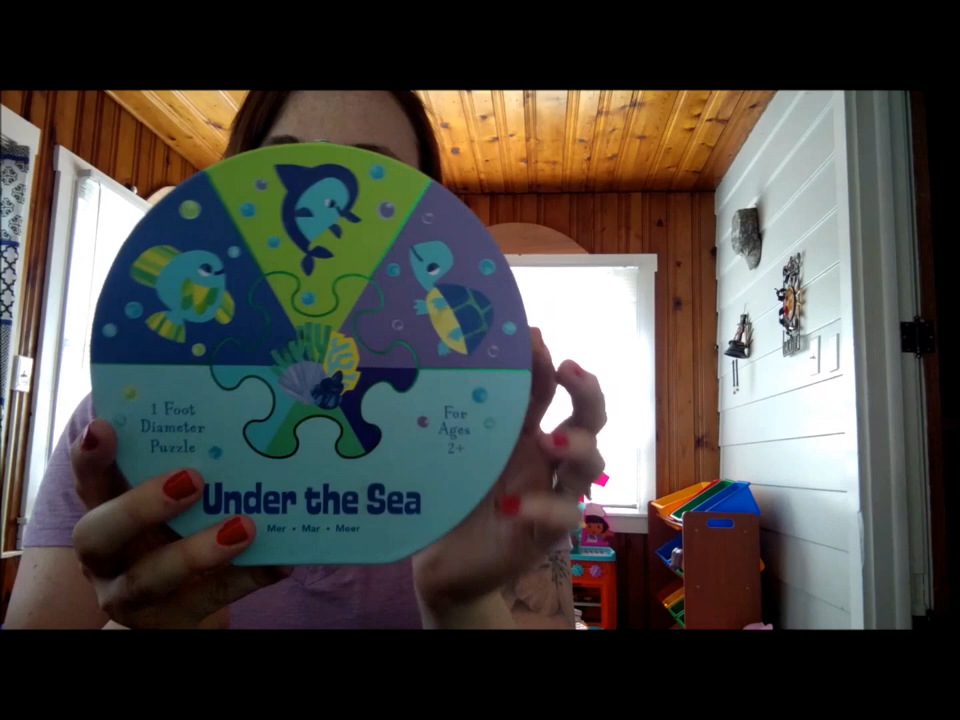 1 Foot
Diameter
Puzzle
For
Ages
2+
Under the Sea
Mer • Mar • Meer